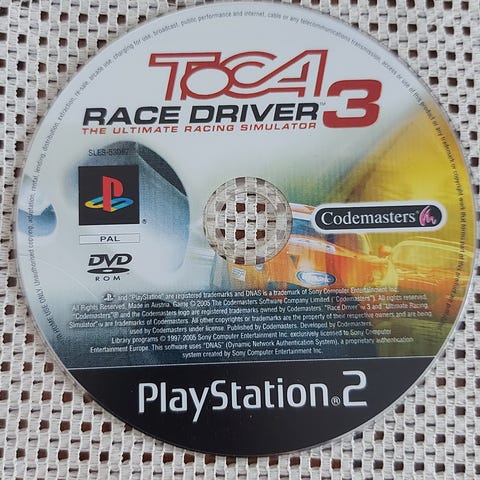 TOCA
RACE DRIVER™ 3
THE ULTIMATE RACING SIMULATOR
PAL
DVD
ROM
Codemasters
and "PlayStation" are registered trademarks and DNAS is a trademark of Sony Computer Entertainment Inc.
All Rights Reserved. Made in Austria. Game © 2005 The Codemasters Software Company Limited ("Codemasters"). All rights reserved.
"Codemasters"® and the Codemasters logo are registered trademarks owned by Codemasters. "Race Driver 3" and "Ultimate Racing
Simulator"™ are trademarks of Codemasters. All other copyrights or trademarks are the property of their respective owners and are being
used by Codemasters under license. Published by Codemasters. Developed by Codemasters.
Library programs © 1997-2005 Sony Computer Entertainment Inc. exclusively licensed to Sony Computer
Entertainment Europe. This software uses "DNAS" (Dynamic Network Authentication System), a proprietary authentication
system created by Sony Computer Entertainment Inc.
PlayStation®2